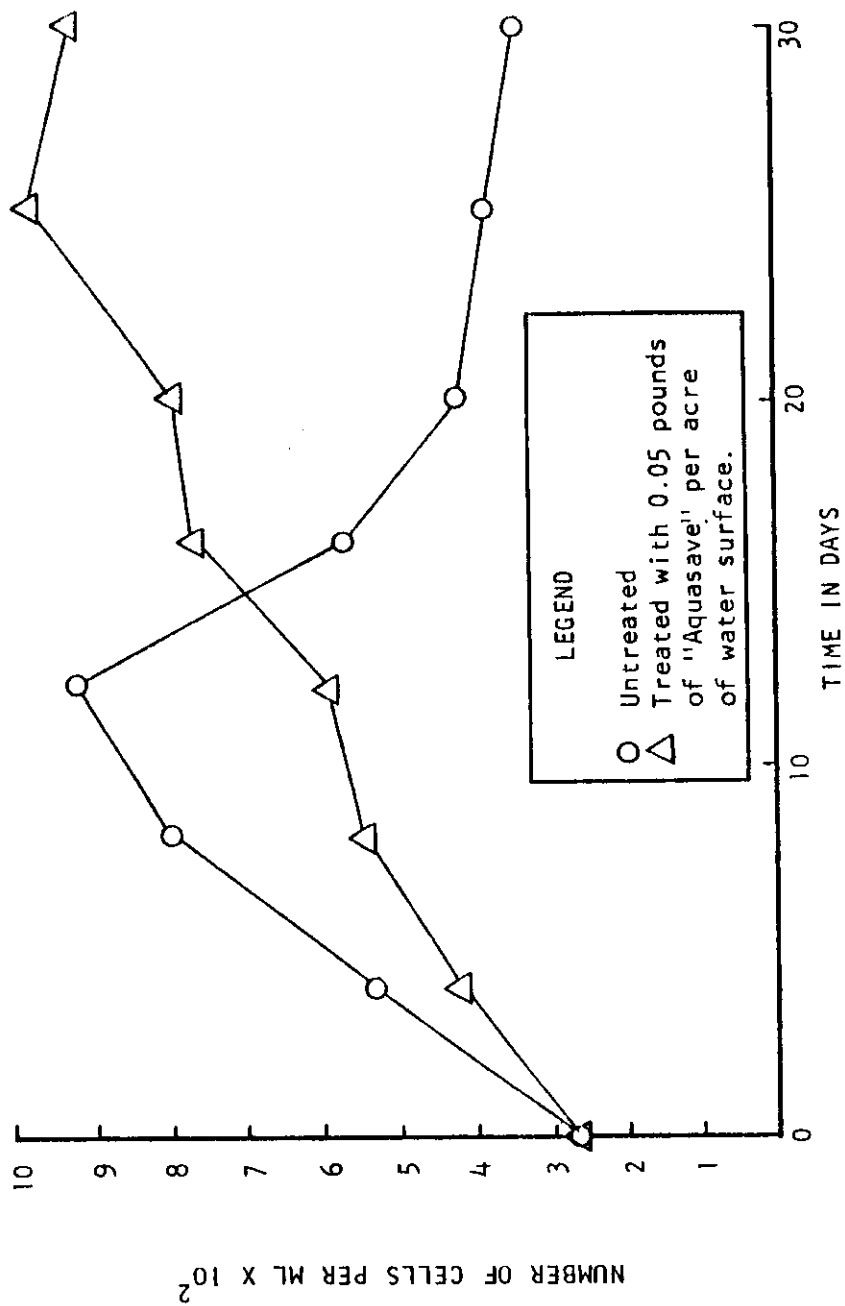 NUMBER OF CELLS PER ML X 10²
10
9
8
7
6
5
4
3
2
1
0
10
20
30
TIME IN DAYS
LEGEND
Untreated
Treated with 0.05 pounds
of "Aquasave" per acre
of water surface.